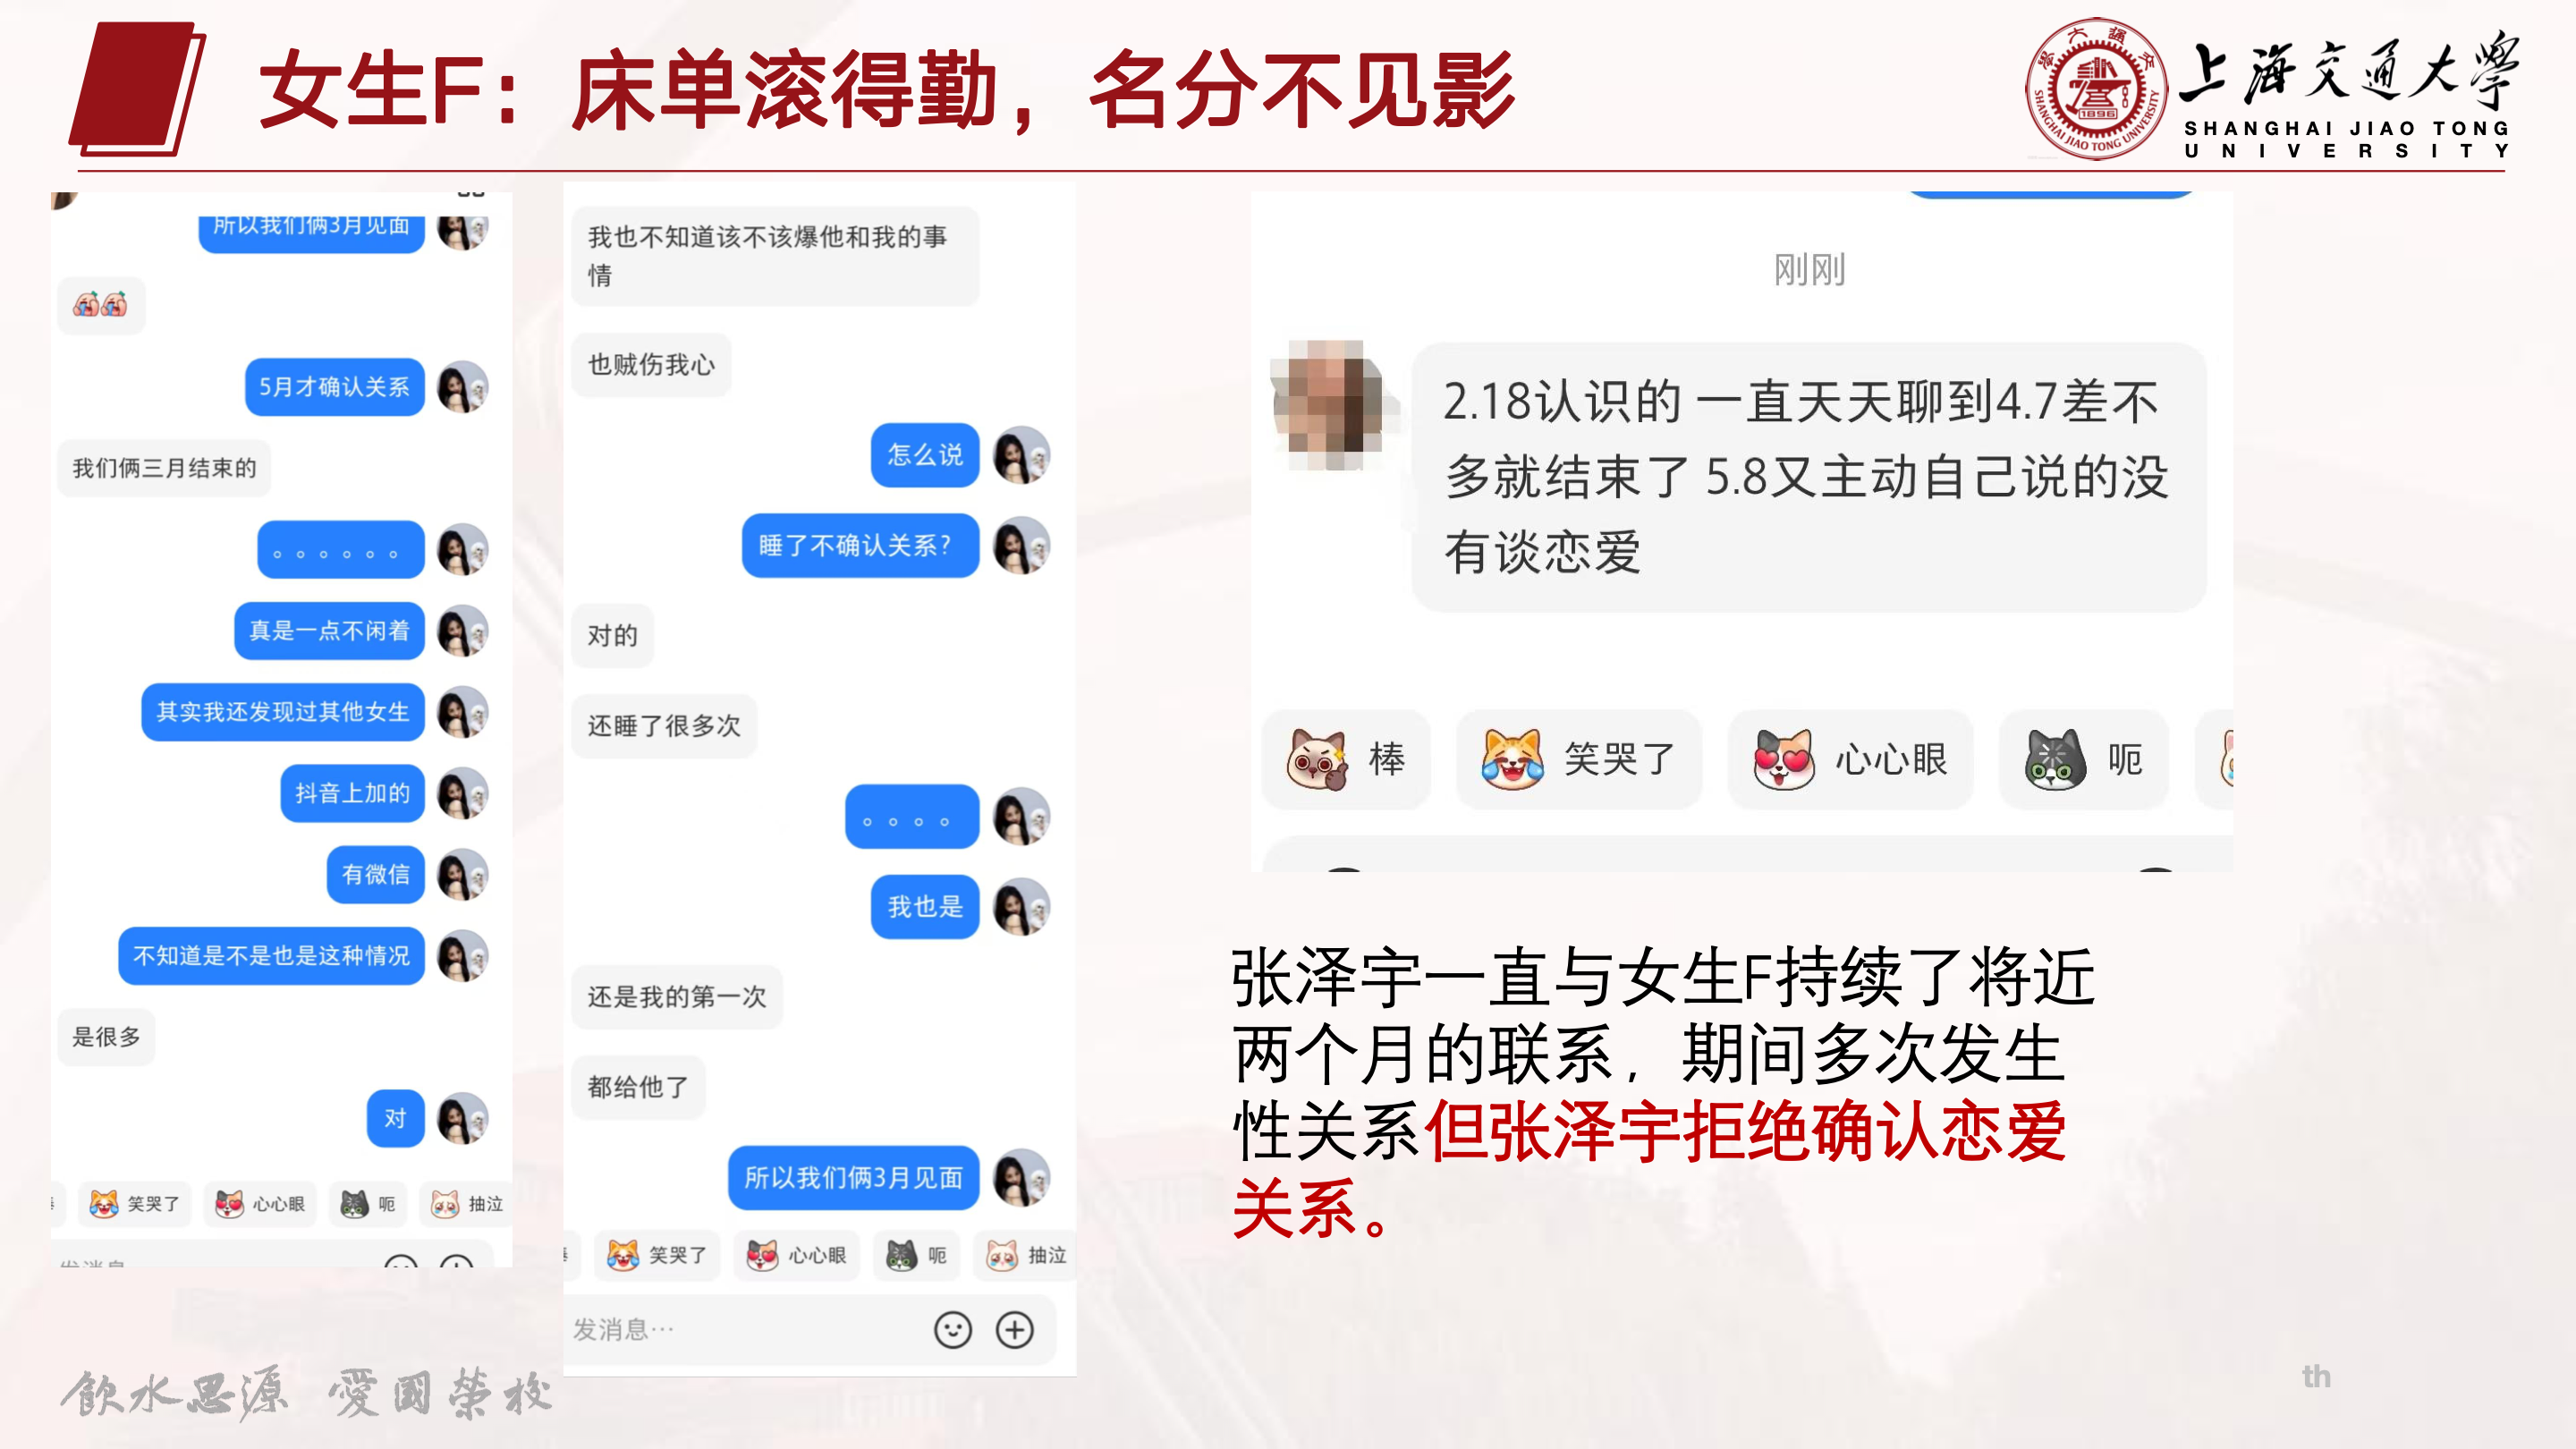 女生F：床单滚得勤，名分不见影
上海交通大學
SHANGHAI JIAO TONG
UNIVERSITY
1896
SHANGHAI JIAO TONG UNIVERSITY
所以我们俩3月见面
5月才确认关系
我们俩三月结束的
。。。。。。
真是一点不闲着
其实我还发现过其他女生
抖音上加的
有微信
不知道是不是也是这种情况
是很多
对
笑哭了
心心眼
呃
抽泣
我也不知道该不该爆他和我的事
情
也贼伤我心
怎么说
睡了不确认关系？
对的
还睡了很多次
。。。。
我也是
还是我的第一次
都给他了
所以我们俩3月见面
笑哭了
心心眼
呃
抽泣
发消息…
刚刚
2.18认识的 一直天天聊到4.7差不
多就结束了 5.8又主动自己说的没
有谈恋爱
棒
笑哭了
心心眼
呃
张泽宇一直与女生F持续了将近
两个月的联系，期间多次发生
性关系但张泽宇拒绝确认恋爱
关系。
飲水思源 愛國榮校
th